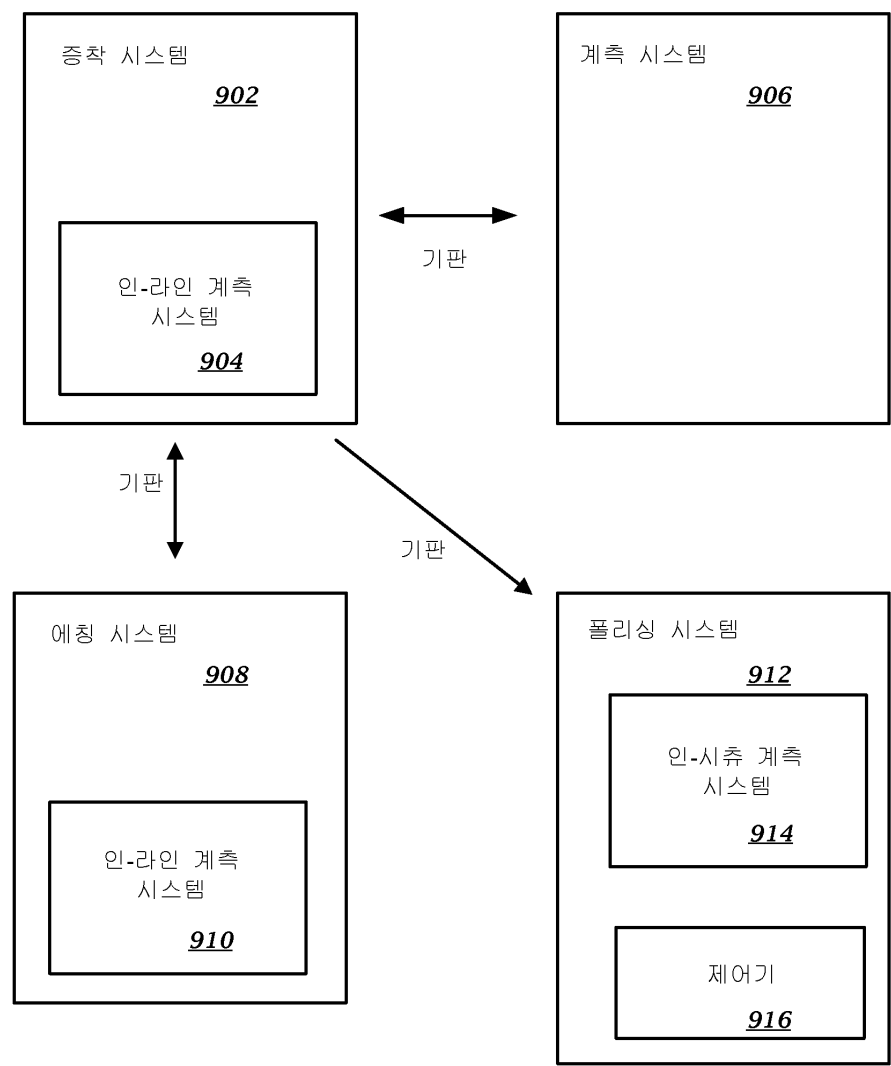 증착 시스템
902
인-라인 계측
시스템
904
계측 시스템
906
기판
기판
기판
에칭 시스템
908
인-라인 계측
시스템
910
폴리싱 시스템
912
인-시츄 계측
시스템
914
제어기
916